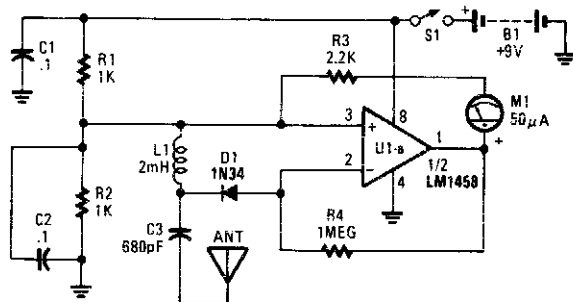 C1
.1
R1
1K
R3
2.2K
S1
+
B1
+9V
M1
50μA
+
3
+
8
1
U1-a
2
−
4
1/2
LM1458
L1
2mH
D1
1N34
R2
1K
C2
.1
C3
680pF
ANT
R4
1MEG